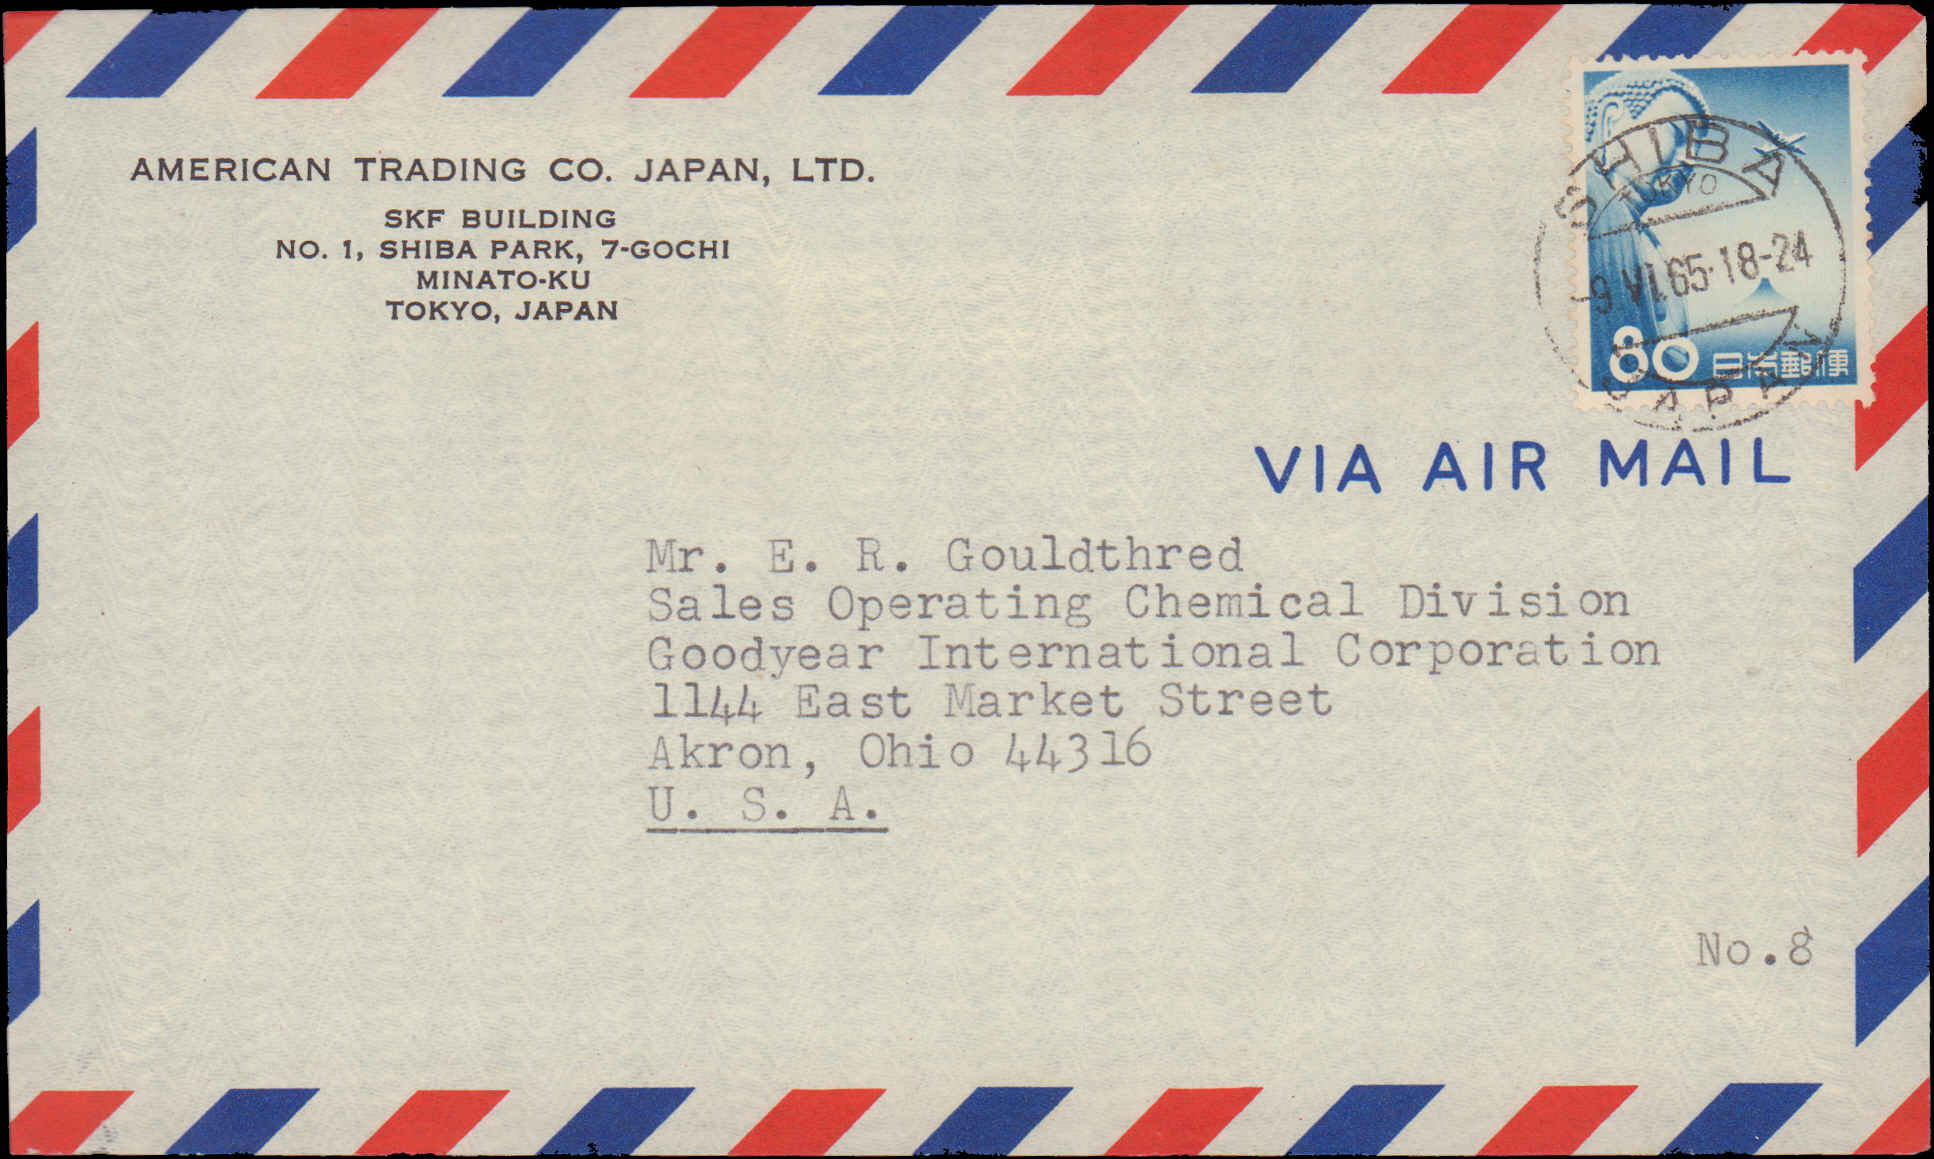 AMERICAN TRADING CO. JAPAN, LTD.
SKF BUILDING
NO. 1, SHIBA PARK, 7-GOCHI
MINATO-KU
TOKYO, JAPAN
SHIBA
TOKYO
-9 VI 65·18-24
JAPAN
80 日本郵便
VIA AIR MAIL
Mr. E. R. Gouldthred
Sales Operating Chemical Division
Goodyear International Corporation
1144 East Market Street
Akron, Ohio 44316
U. S. A.
No.8